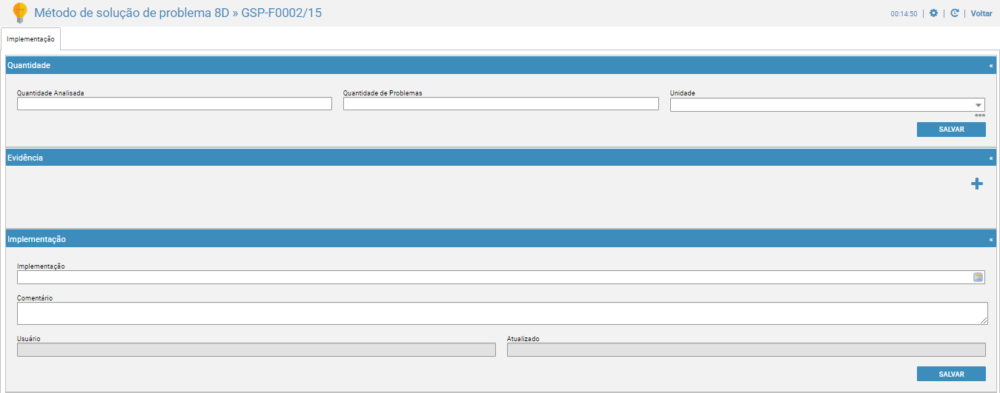 Método de solução de problema 8D » GSP-F0002/15
00:14:50 | | | Voltar
Implementação
Quantidade «
Quantidade Analisada Quantidade de Problemas Unidade
SALVAR
Evidência «
Implementação «
Implementação
Comentário
Usuário Atualizado
SALVAR